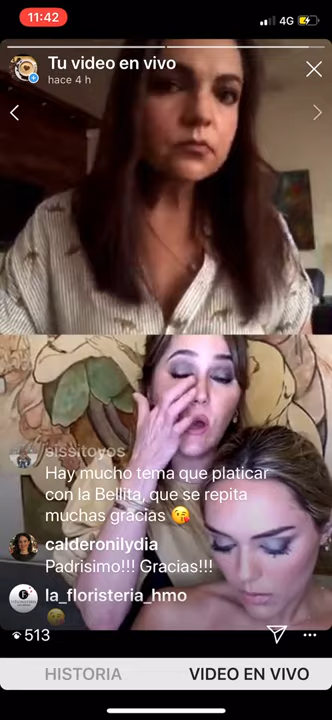 11:42
4G
Tu video en vivo
hace 4 h
sissitoyos
Hay mucho tema que platicar
con la Bellita, que se repita
muchas gracias 😘
calderonilydia
Padrisimo!!! Gracias!!!
la_floristeria_hmo
😘
513
HISTORIA
VIDEO EN VIVO